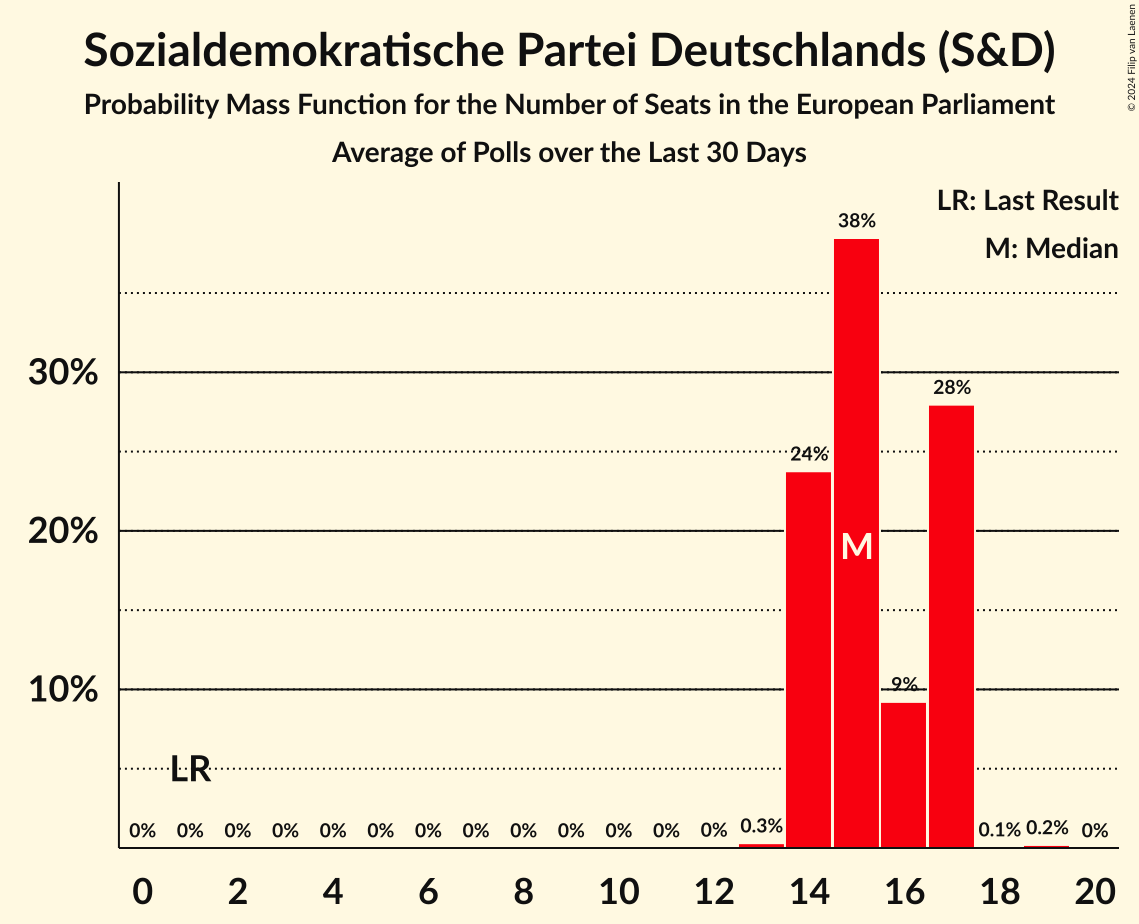 Sozialdemokratische Partei Deutschlands (S&D)
Probability Mass Function for the Number of Seats in the European Parliament
Average of Polls over the Last 30 Days
© 2024 Filip van Laenen
LR: Last Result
M: Median
38%
30%
28%
24%
20%
M
10%
9%
LR
0% 0% 0% 0% 0% 0% 0% 0% 0% 0% 0% 0% 0% 0.3% 0.1% 0.2% 0%
0 2 4 6 8 10 12 14 16 18 20